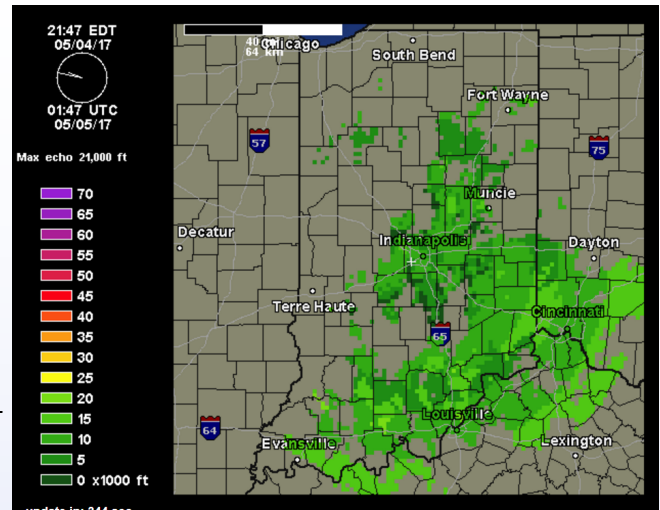 21:47 EDT
05/04/17
01:47 UTC
05/05/17
Max echo 21,000 ft
70
65
60
55
50
45
40
35
30
25
20
15
10
5
0 x1000 ft
64 km
Chicago
South Bend
Fort Wayne
57
75
Muncie
Decatur
Indianapolis
Dayton
Terre Haute
Cincinnati
65
Louisville
64
Evansville
Lexington